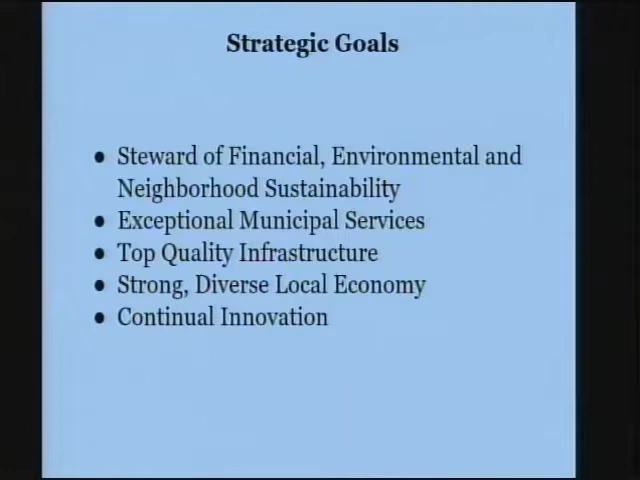 Strategic Goals
● Steward of Financial, Environmental and
Neighborhood Sustainability
● Exceptional Municipal Services
● Top Quality Infrastructure
● Strong, Diverse Local Economy
● Continual Innovation